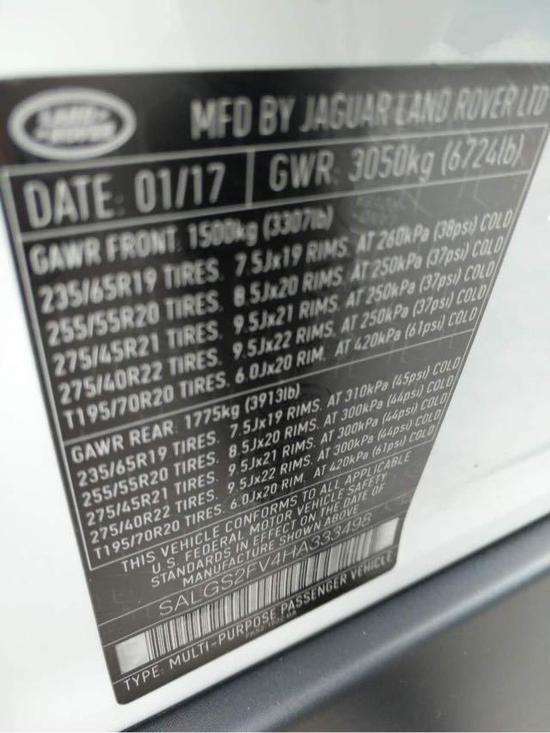 LAND ROVER
MFD BY JAGUAR LAND ROVER LTD
DATE: 01/17 GWR: 3050kg (6724lb)
GAWR FRONT: 1500kg (3307lb)
235/65R19 TIRES. 7.5Jx19 RIMS. AT 260kPa (38psi) COLD
255/55R20 TIRES. 8.5Jx20 RIMS. AT 250kPa (37psi) COLD
275/45R21 TIRES. 9.5Jx21 RIMS. AT 250kPa (37psi) COLD
275/40R22 TIRES. 9.5Jx22 RIMS. AT 250kPa (37psi) COLD
T195/70R20 TIRES. 6.0Jx20 RIM. AT 420kPa (61psi) COLD
GAWR REAR: 1775kg (3913lb)
235/65R19 TIRES. 7.5Jx19 RIMS. AT 310kPa (45psi) COLD
255/55R20 TIRES. 8.5Jx20 RIMS. AT 300kPa (44psi) COLD
275/45R21 TIRES. 9.5Jx21 RIMS. AT 300kPa (44psi) COLD
275/40R22 TIRES. 9.5Jx22 RIMS. AT 300kPa (44psi) COLD
T195/70R20 TIRES. 6.0Jx20 RIM. AT 420kPa (61psi) COLD
THIS VEHICLE CONFORMS TO ALL APPLICABLE
U.S. FEDERAL MOTOR VEHICLE SAFETY
STANDARDS IN EFFECT ON THE DATE OF
MANUFACTURE SHOWN ABOVE
SALGS2FV4HA333498
TYPE: MULTI-PURPOSE PASSENGER VEHICLE